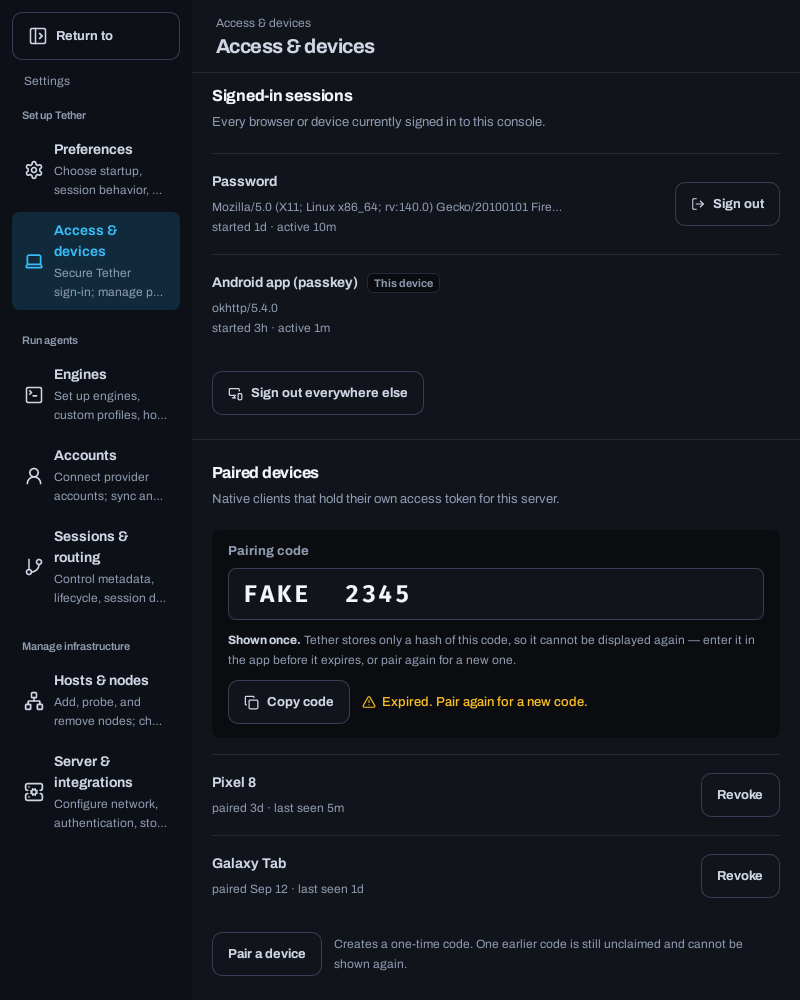 Return to
Settings
Set up Tether
Preferences
Choose startup,
session behavior, ...
Access &
devices
Secure Tether
sign-in; manage p...
Run agents
Engines
Set up engines,
custom profiles, ho...
Accounts
Connect provider
accounts; sync an...
Sessions &
routing
Control metadata,
lifecycle, session d...
Manage infrastructure
Hosts & nodes
Add, probe, and
remove nodes; ch...
Server &
integrations
Configure network,
authentication, sto...
Access & devices
Access & devices
Signed-in sessions
Every browser or device currently signed in to this console.
Password
Mozilla/5.0 (X11; Linux x86_64; rv:140.0) Gecko/20100101 Fire...
started 1d · active 10m
Sign out
Android app (passkey) This device
okhttp/5.4.0
started 3h · active 1m
Sign out everywhere else
Paired devices
Native clients that hold their own access token for this server.
Pairing code
FAKE 2345
Shown once. Tether stores only a hash of this code, so it cannot be displayed again — enter it in
the app before it expires, or pair again for a new one.
Copy code Expired. Pair again for a new code.
Pixel 8
paired 3d · last seen 5m
Revoke
Galaxy Tab
paired Sep 12 · last seen 1d
Revoke
Pair a device
Creates a one-time code. One earlier code is still unclaimed and cannot be
shown again.